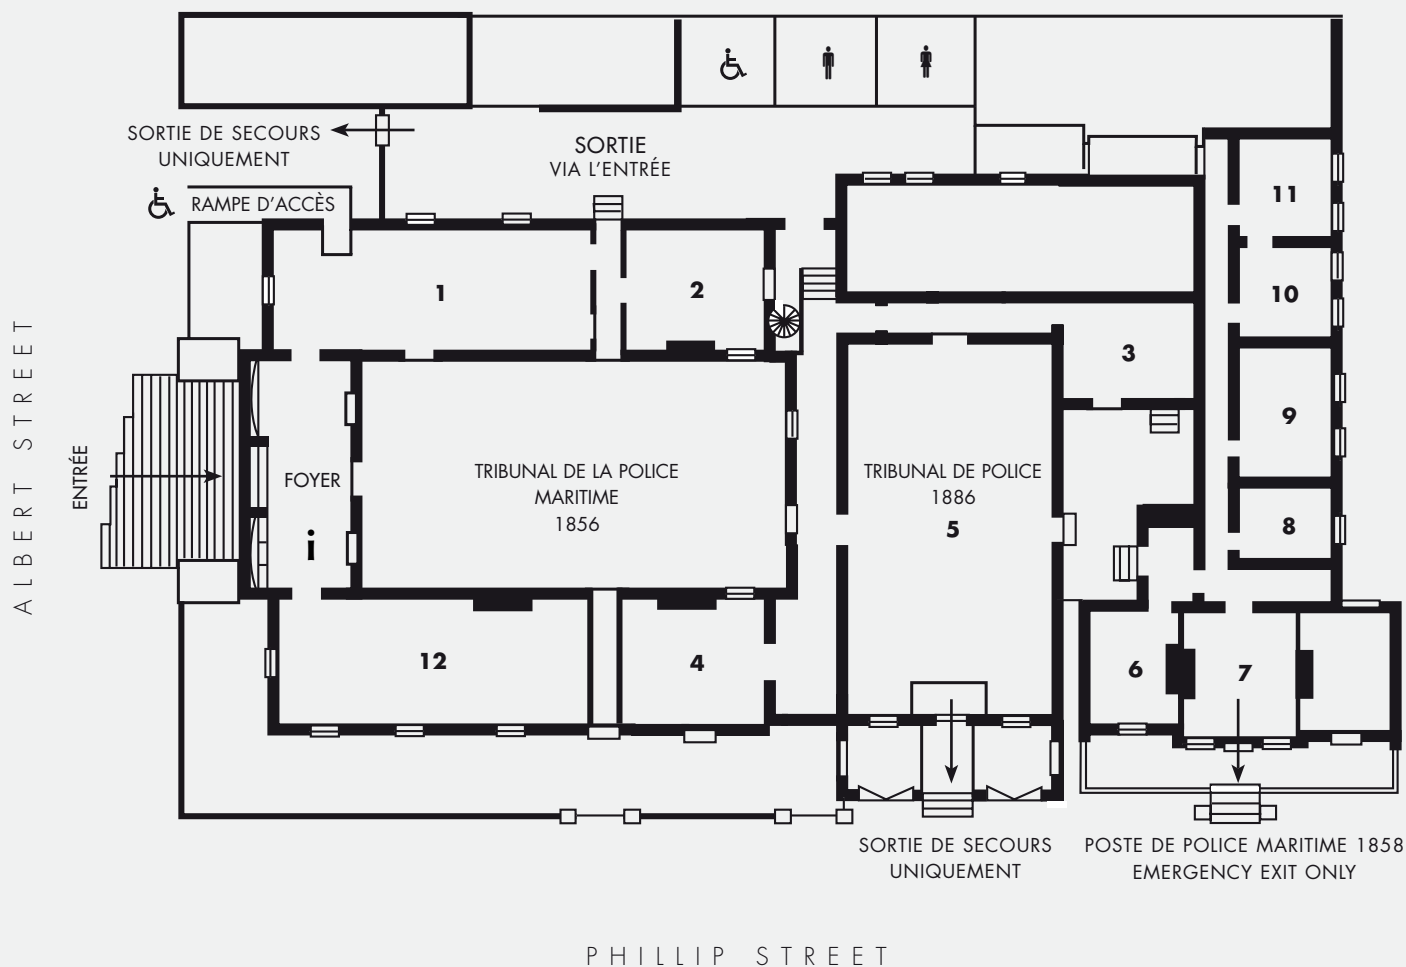 SORTIE DE SECOURS
UNIQUEMENT
SORTIE
VIA L'ENTRÉE
RAMPE D'ACCÈS
11
1
2
10
3
ALBERT STREET
ENTRÉE
FOYER
i
TRIBUNAL DE LA POLICE
MARITIME
1856
TRIBUNAL DE POLICE
1886
5
9
8
12
4
6
7
SORTIE DE SECOURS
UNIQUEMENT
POSTE DE POLICE MARITIME 1858
EMERGENCY EXIT ONLY
PHILLIP STREET